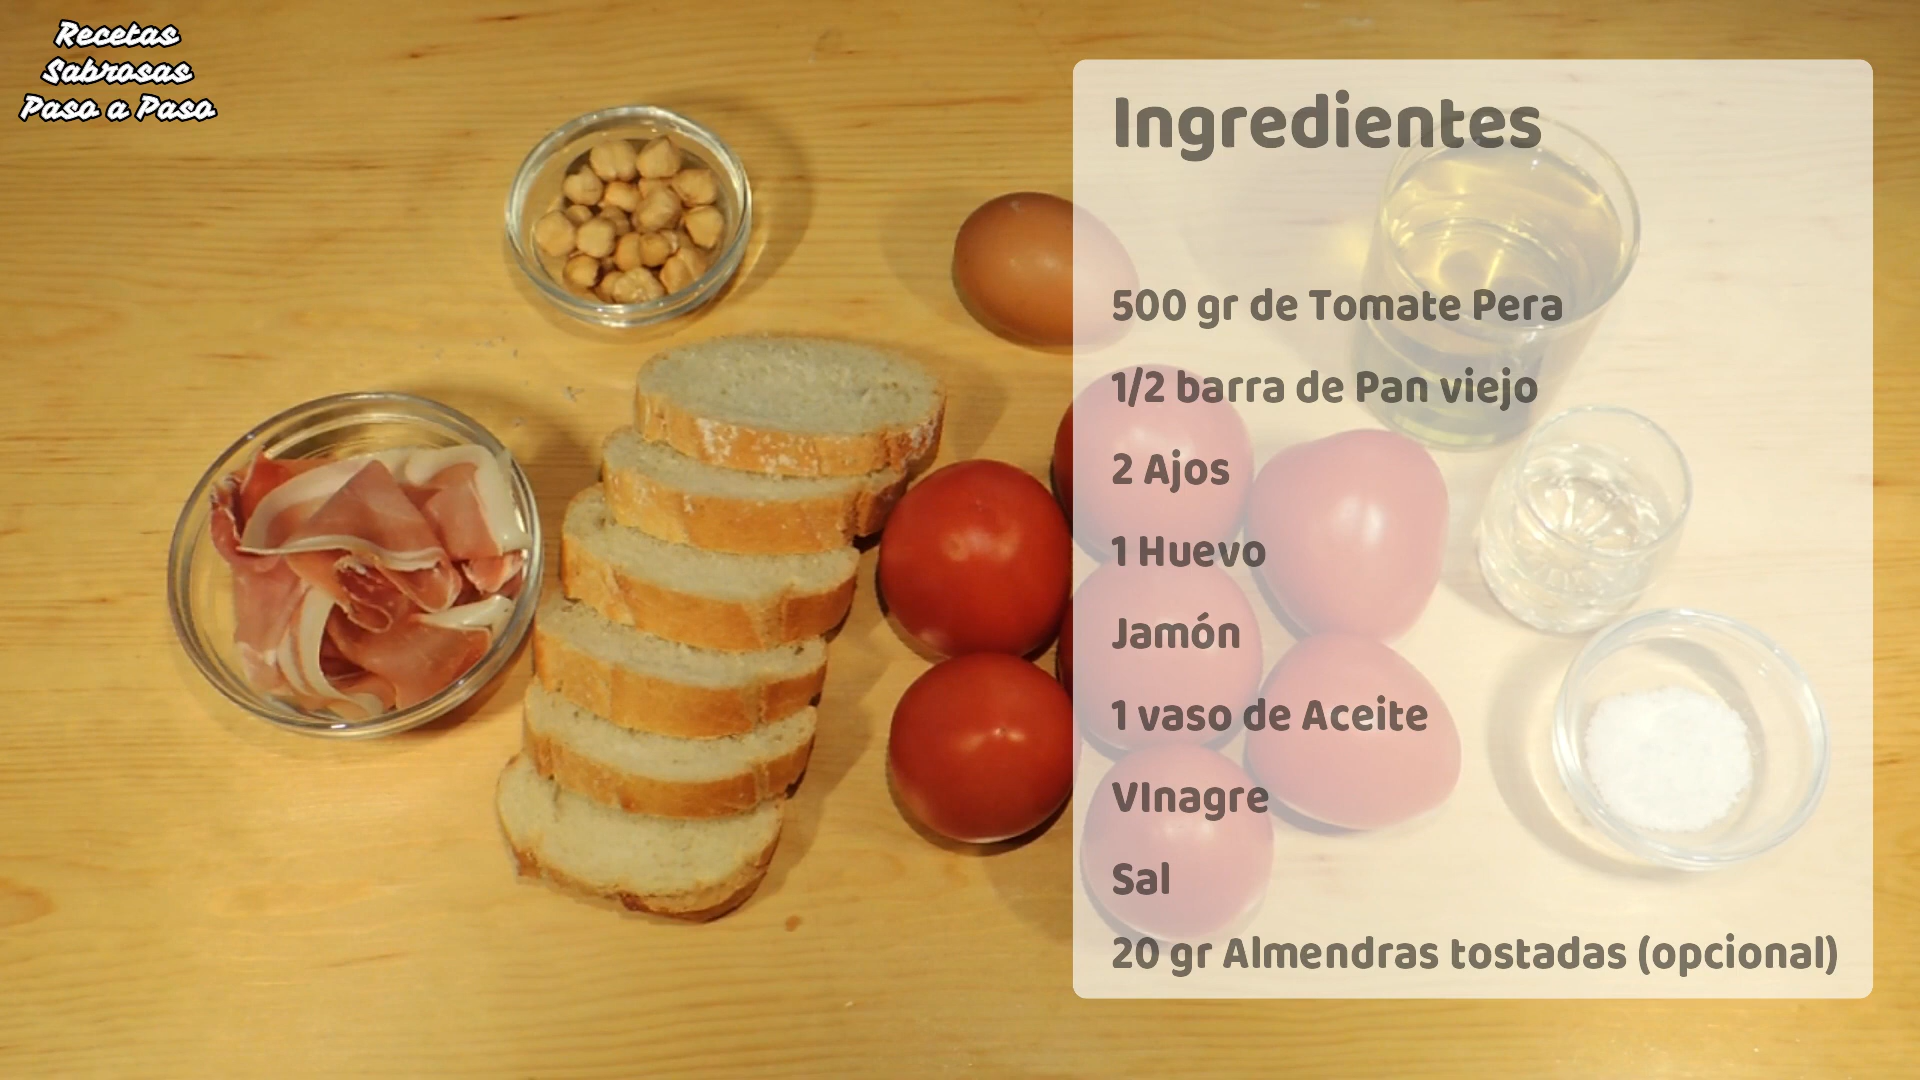 Recetas
Sabrosas
Paso a Paso
Ingredientes
500 gr de Tomate Pera
1/2 barra de Pan viejo
2 Ajos
1 Huevo
Jamón
1 vaso de Aceite
VInagre
Sal
20 gr Almendras tostadas (opcional)